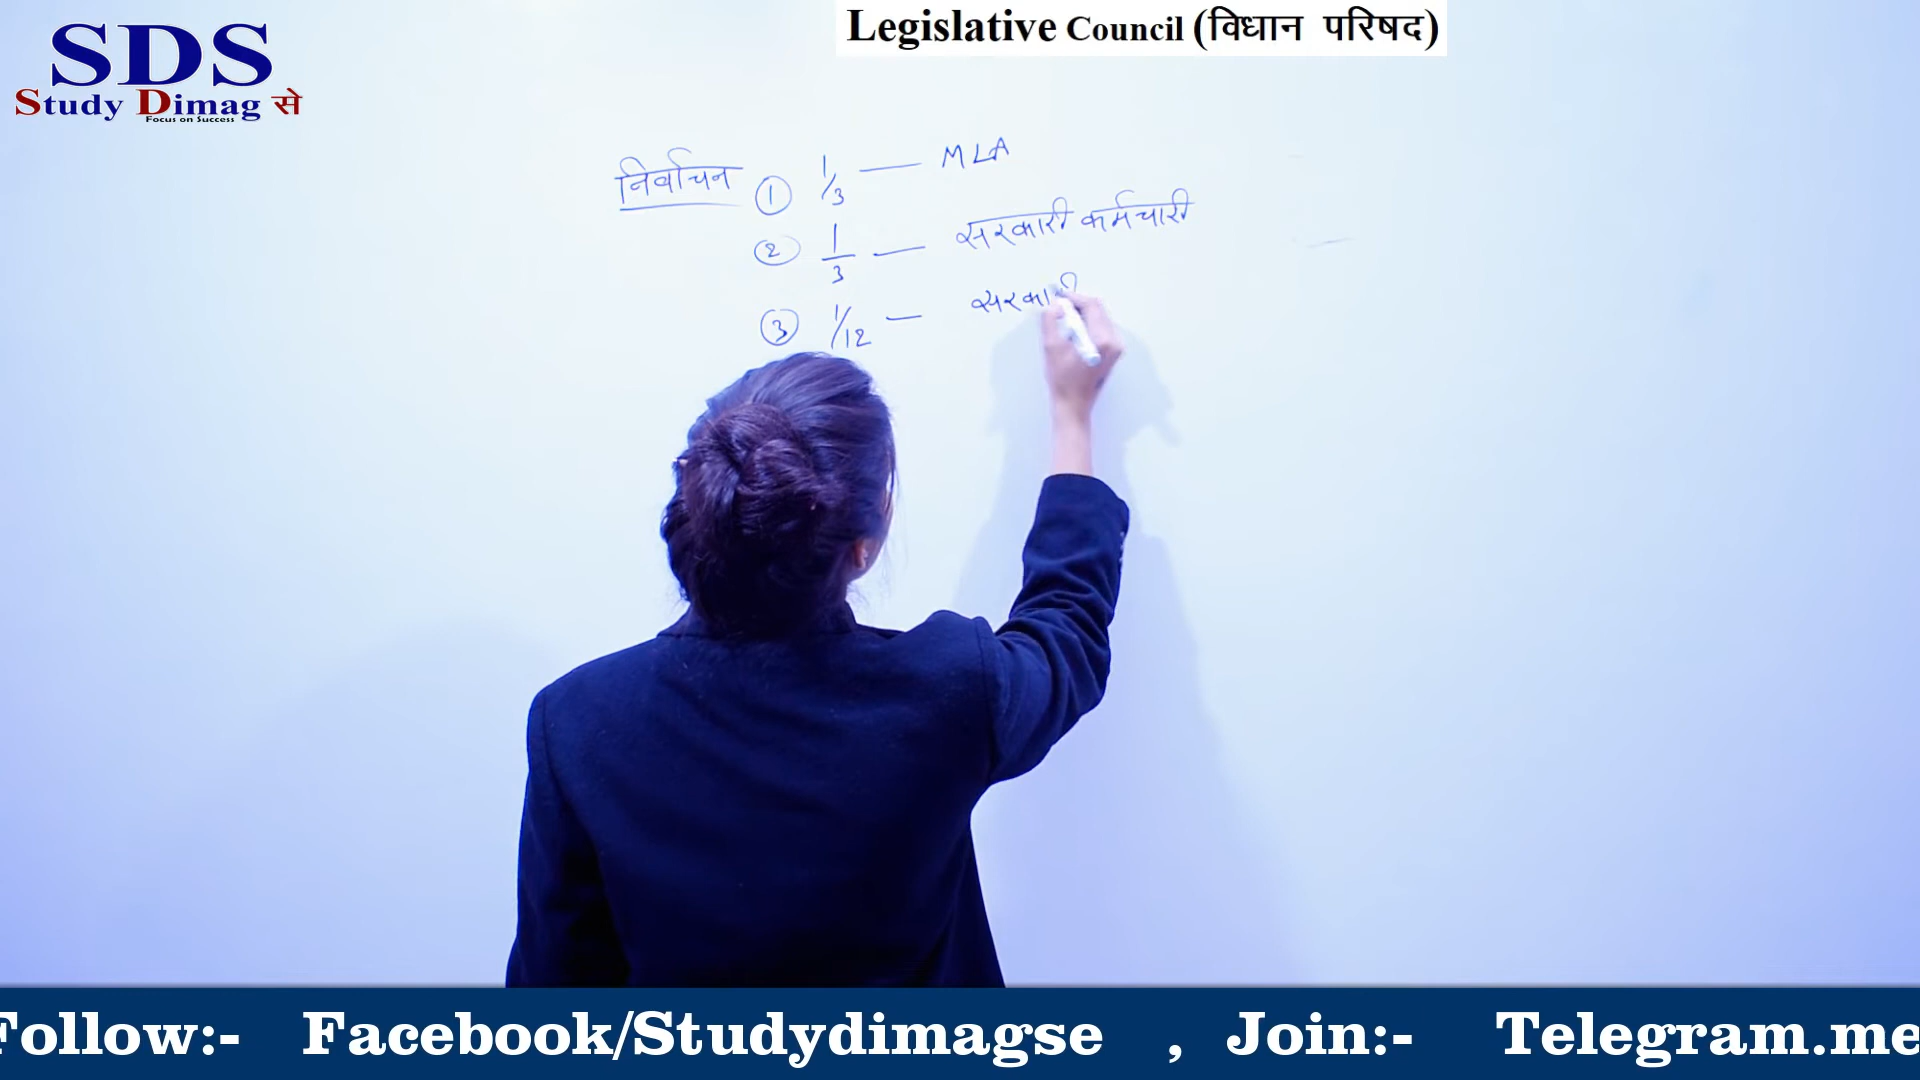 Legislative Council (विधान परिषद)
SDS
Study Dimag से
Focus on Success
निर्वाचन ① 1/3 — MLA
② 1/3 — सरकारी कर्मचारी
③ 1/12 — सरकारी
Follow:- Facebook/Studydimagse , Join:- Telegram.me